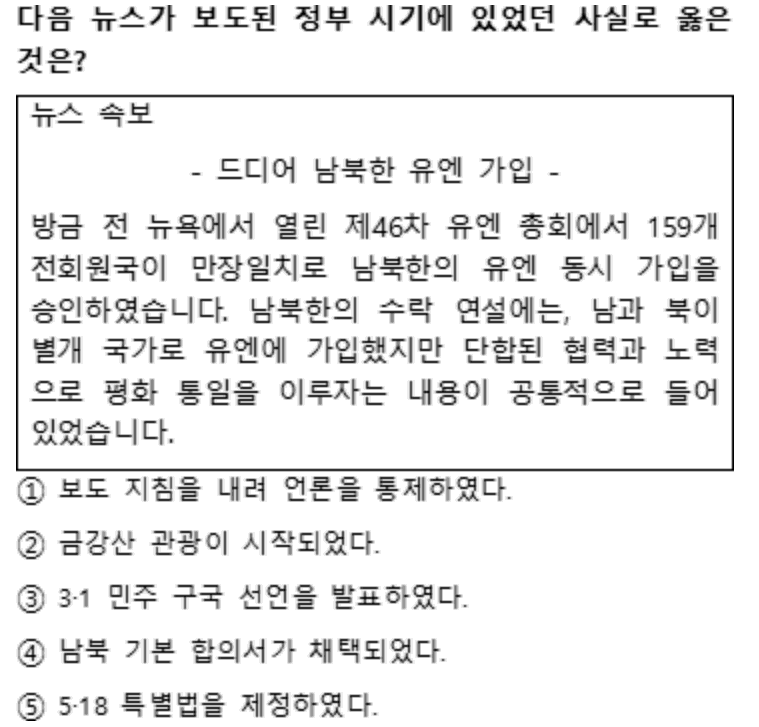 다음 뉴스가 보도된 정부 시기에 있었던 사실로 옳은
것은?
뉴스 속보
- 드디어 남북한 유엔 가입 -
방금 전 뉴욕에서 열린 제46차 유엔 총회에서 159개
전회원국이 만장일치로 남북한의 유엔 동시 가입을
승인하였습니다. 남북한의 수락 연설에는, 남과 북이
별개 국가로 유엔에 가입했지만 단합된 협력과 노력
으로 평화 통일을 이루자는 내용이 공통적으로 들어
있었습니다.
① 보도 지침을 내려 언론을 통제하였다.
② 금강산 관광이 시작되었다.
③ 3·1 민주 구국 선언을 발표하였다.
④ 남북 기본 합의서가 채택되었다.
⑤ 5·18 특별법을 제정하였다.